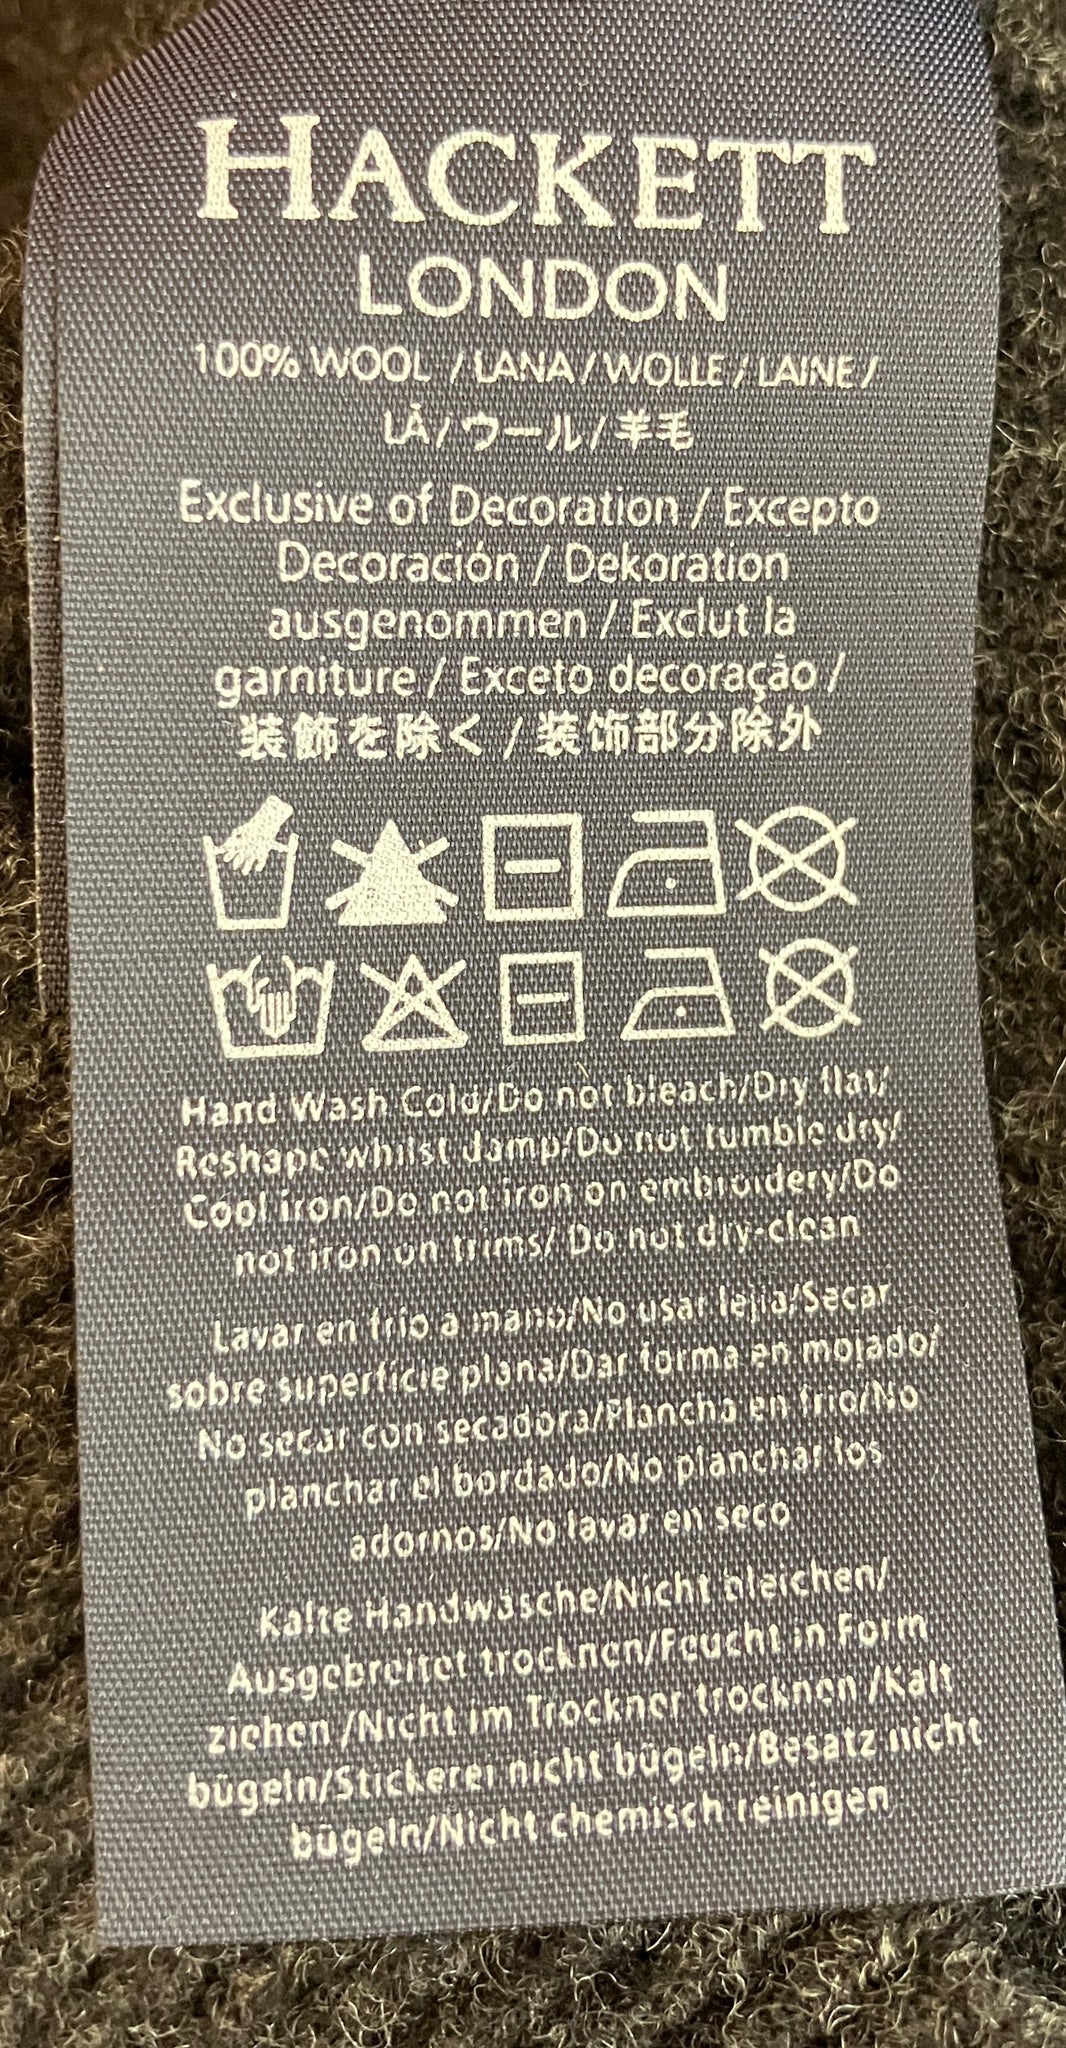 HACKETT
LONDON
100% WOOL / LANA / WOLLE / LAINE /
LÃ / ウール / 羊毛
Exclusive of Decoration / Excepto
Decoración / Dekoration
ausgenommen / Exclut la
garniture / Exceto decoração /
装飾を除く / 装饰部分除外
Hand Wash Cold/Do not bleach/Dry flat/
Reshape whilst damp/Do not tumble dry/
Cool iron/Do not iron on embroidery/Do
not iron on trims/ Do not dry-clean
Lavar en frio a mano/No usar lejia/Secar
sobre superficie plana/Dar forma en mojado/
No secar con secadora/Plancha en frio/No
planchar el bordado/No planchar los
adornos/No lavar en seco
Kalte Handwäsche/Nicht bleichen/
Ausgebreitet trocknen/Feucht in Form
ziehen /Nicht im Trockner trocknen /Kalt
bügeln/Stickerei nicht bügeln/Besatz nicht
bügeln/Nicht chemisch reinigen